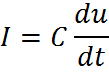 I = C du/dt